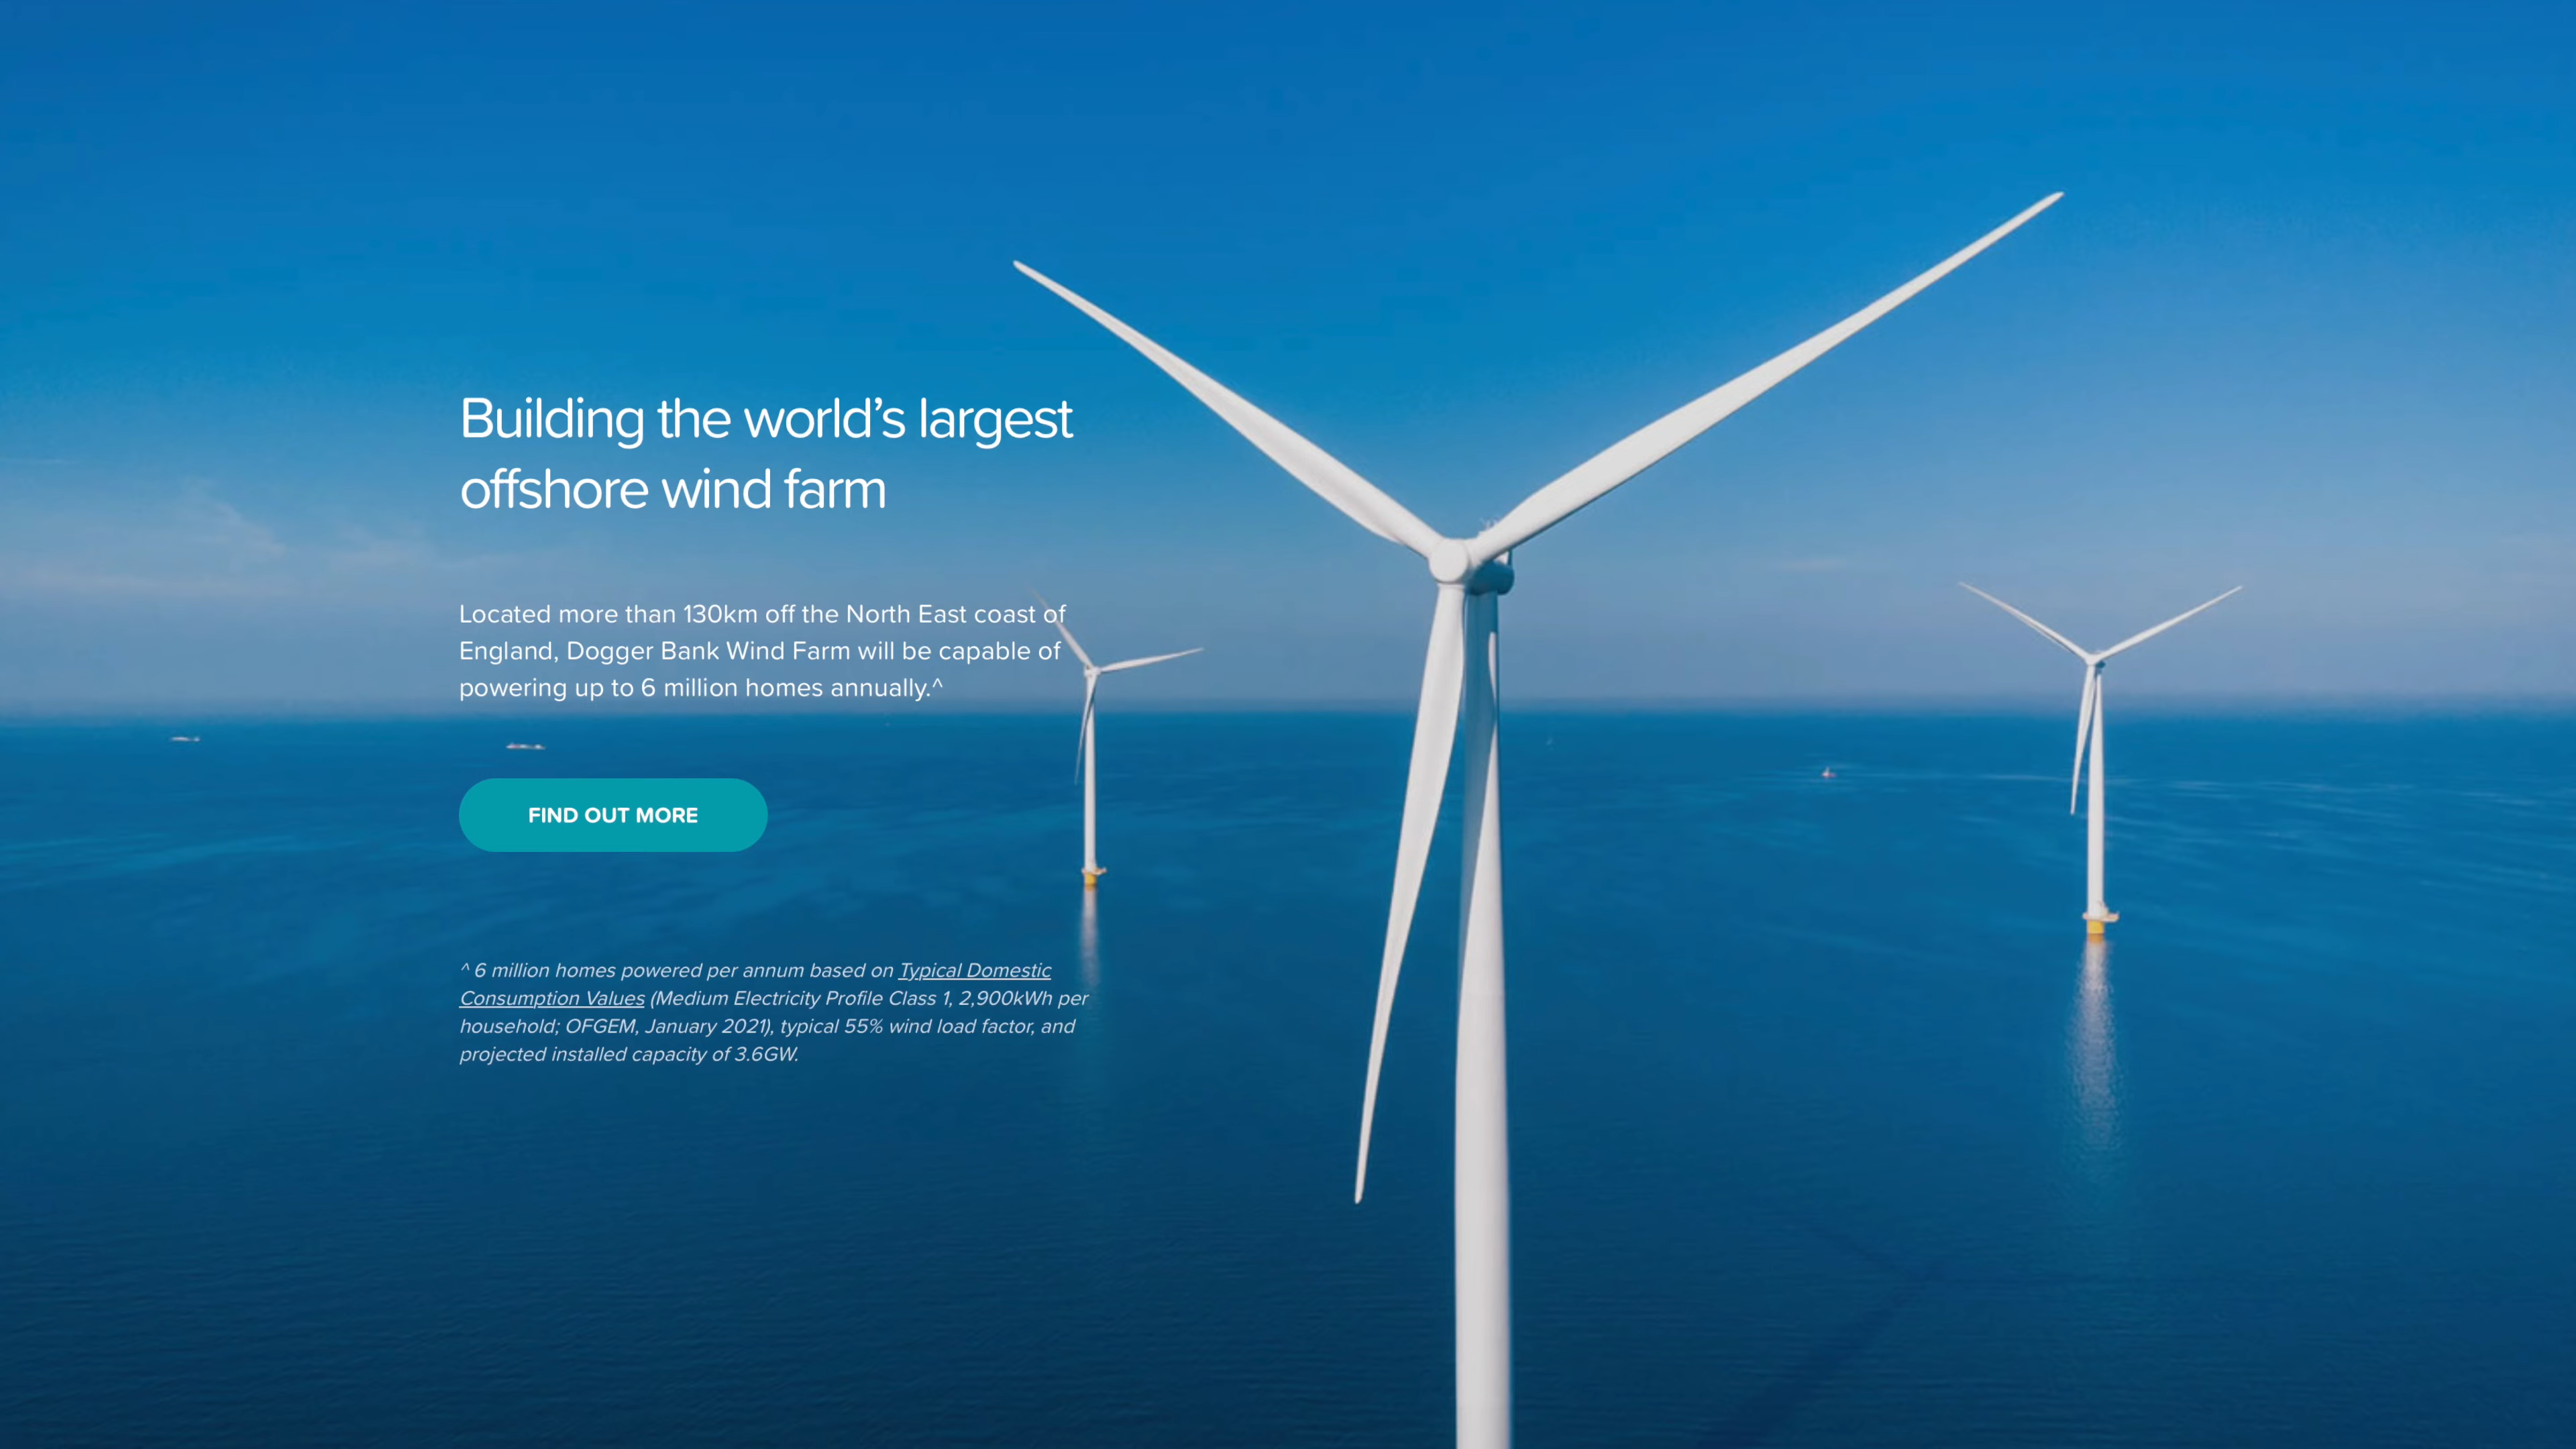 Building the world’s largest
offshore wind farm
Located more than 130km off the North East coast of
England, Dogger Bank Wind Farm will be capable of
powering up to 6 million homes annually.^
FIND OUT MORE
^ 6 million homes powered per annum based on Typical Domestic
Consumption Values (Medium Electricity Profile Class 1, 2,900kWh per
household; OFGEM, January 2021), typical 55% wind load factor, and
projected installed capacity of 3.6GW.